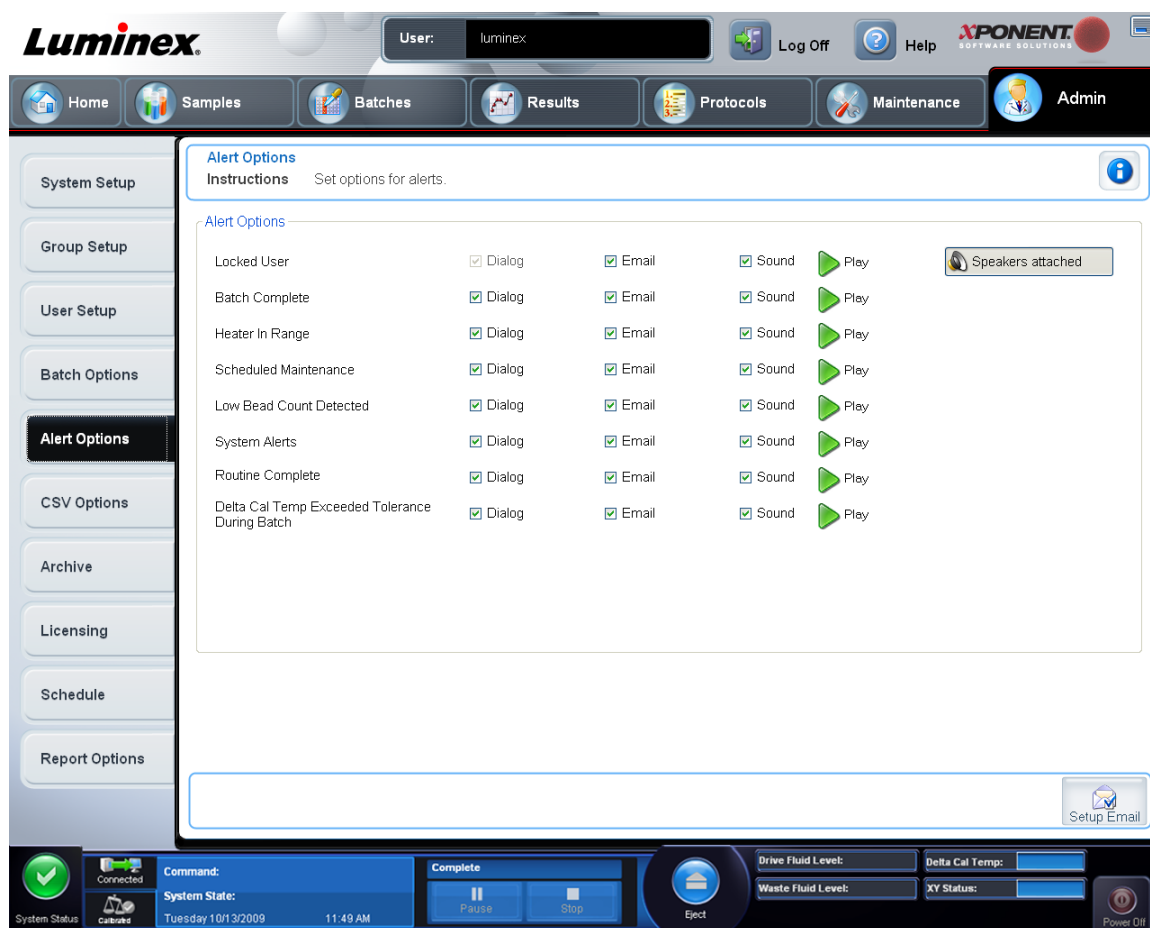 Luminex.
User: luminex
Log Off
Help
XPONENT.
SOFTWARE SOLUTIONS
Home
Samples
Batches
Results
Protocols
Maintenance
Admin
System Setup
Group Setup
User Setup
Batch Options
Alert Options
CSV Options
Archive
Licensing
Schedule
Report Options
Alert Options
Instructions Set options for alerts.
Alert Options
Locked User Dialog Email Sound Play Speakers attached
Batch Complete Dialog Email Sound Play
Heater In Range Dialog Email Sound Play
Scheduled Maintenance Dialog Email Sound Play
Low Bead Count Detected Dialog Email Sound Play
System Alerts Dialog Email Sound Play
Routine Complete Dialog Email Sound Play
Delta Cal Temp Exceeded Tolerance
During Batch Dialog Email Sound Play
Setup Email
System Status
Connected
Calibrated
Command:
System State:
Tuesday 10/13/2009 11:49 AM
Complete
Pause Stop
Eject
Drive Fluid Level: Delta Cal Temp:
Waste Fluid Level: XY Status:
Power Off